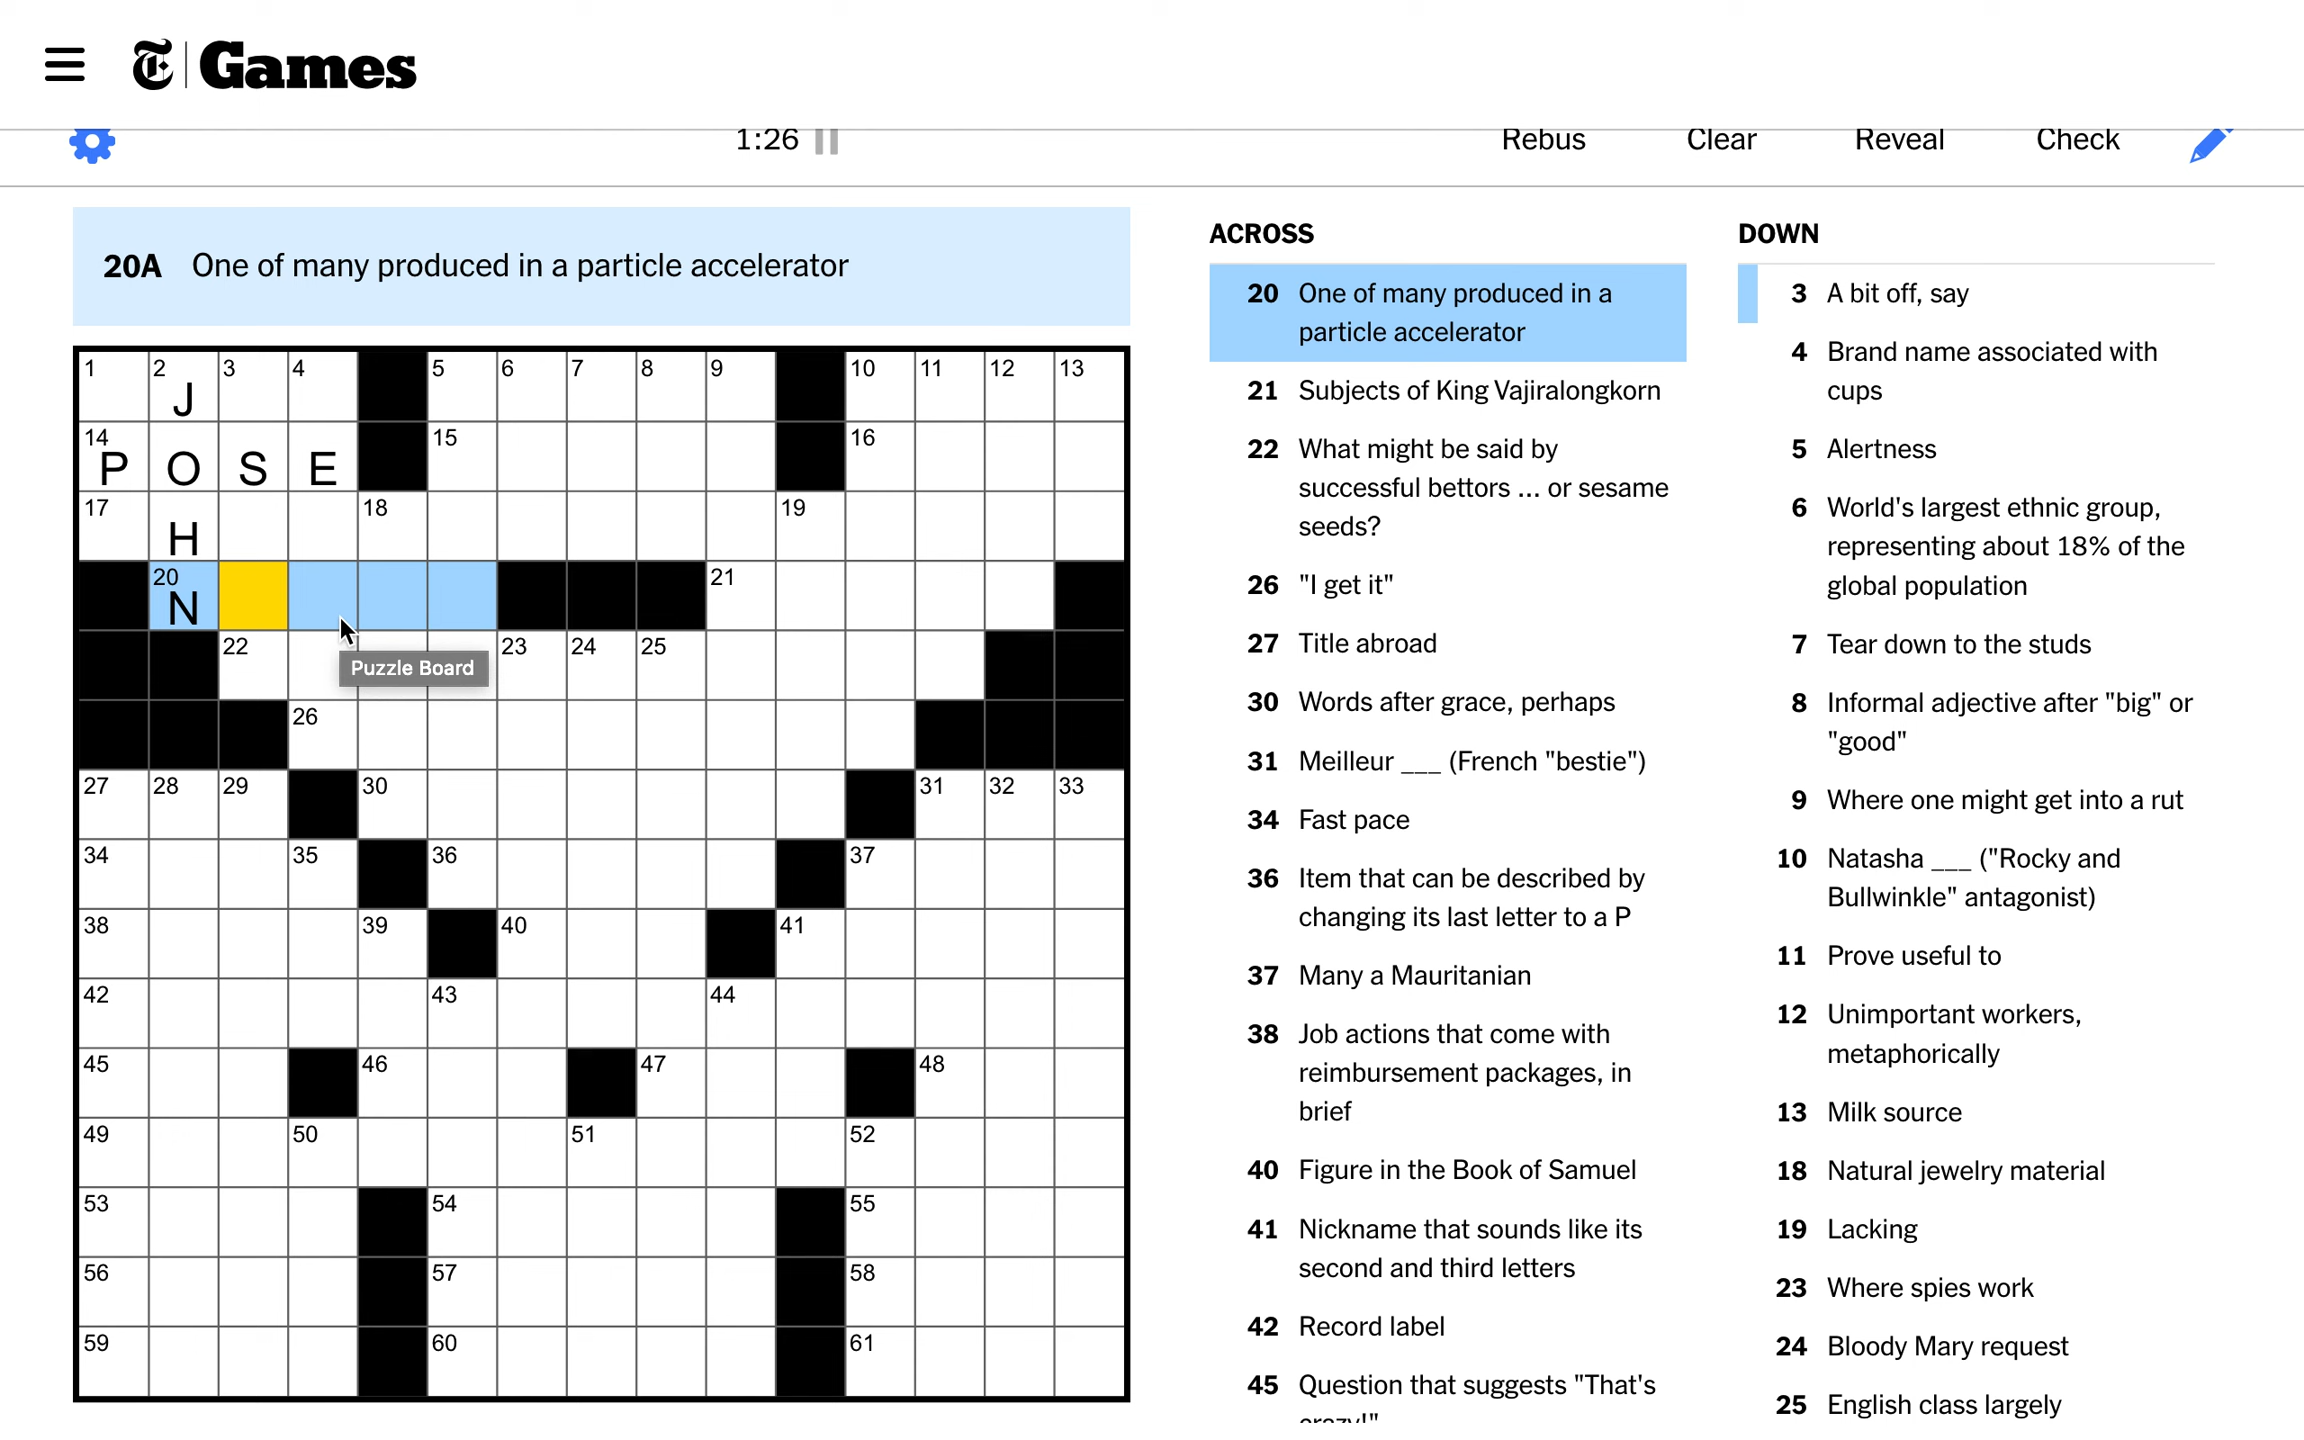 T Games
1:26
Rebus Clear Reveal Check
20A One of many produced in a particle accelerator
1 2 3 4 5 6 7 8 9 10 11 12 13
J
14 15 16
P O S E
17 18 19
H
20 21
N
22 23 24 25
Puzzle Board
26
27 28 29 30 31 32 33
34 35 36 37
38 39 40 41
42 43 44
45 46 47 48
49 50 51 52
53 54 55
56 57 58
59 60 61
ACROSS
20 One of many produced in a
particle accelerator
21 Subjects of King Vajiralongkorn
22 What might be said by
successful bettors ... or sesame
seeds?
26 "I get it"
27 Title abroad
30 Words after grace, perhaps
31 Meilleur ___ (French "bestie")
34 Fast pace
36 Item that can be described by
changing its last letter to a P
37 Many a Mauritanian
38 Job actions that come with
reimbursement packages, in
brief
40 Figure in the Book of Samuel
41 Nickname that sounds like its
second and third letters
42 Record label
45 Question that suggests "That's
crazy!"
DOWN
3 A bit off, say
4 Brand name associated with
cups
5 Alertness
6 World's largest ethnic group,
representing about 18% of the
global population
7 Tear down to the studs
8 Informal adjective after "big" or
"good"
9 Where one might get into a rut
10 Natasha ___ ("Rocky and
Bullwinkle" antagonist)
11 Prove useful to
12 Unimportant workers,
metaphorically
13 Milk source
18 Natural jewelry material
19 Lacking
23 Where spies work
24 Bloody Mary request
25 English class largely